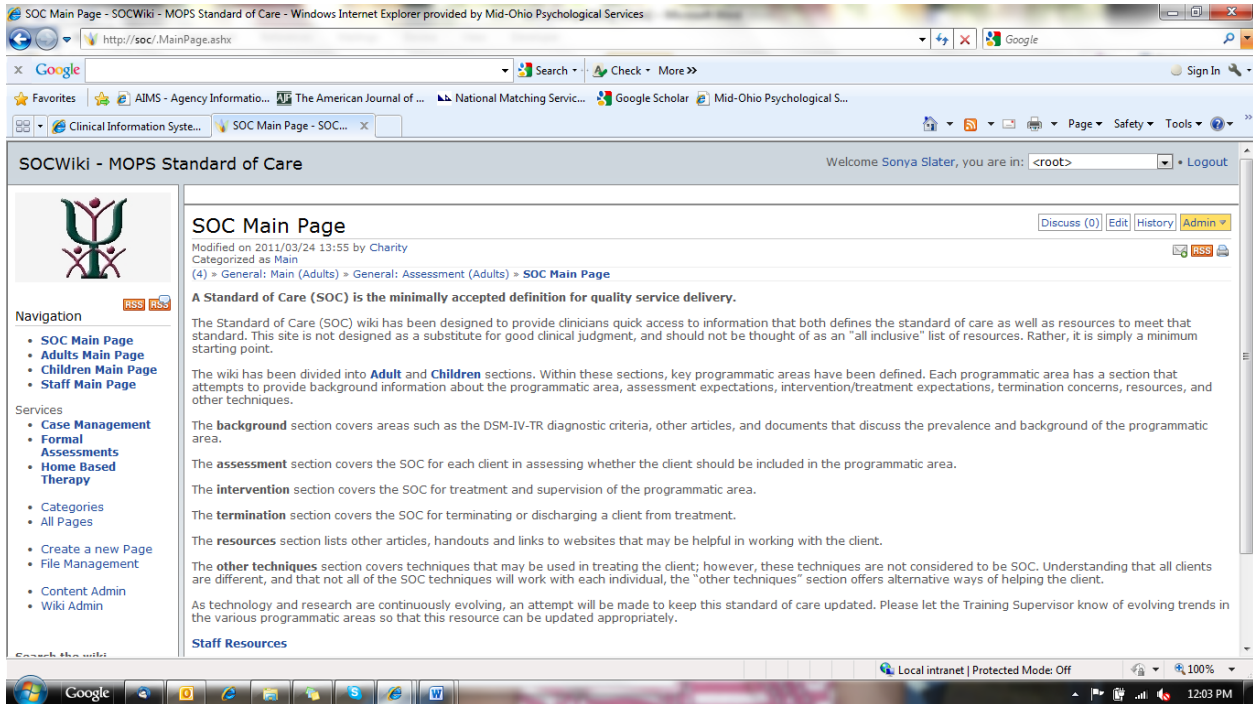 SOC Main Page - SOCWiki - MOPS Standard of Care - Windows Internet Explorer provided by Mid-Ohio Psychological Services
http://soc/.MainPage.ashx
Google
x Google
Search
Check
More >>
Sign In
Favorites
AIMS - Agency Informatio...
The American Journal of ...
National Matching Servic...
Google Scholar
Mid-Ohio Psychological S...
Clinical Information Syste...
SOC Main Page - SOC...
x
Page
Safety
Tools
SOCWiki - MOPS Standard of Care
Welcome Sonya Slater, you are in: <root> • Logout
RSS RSS
Navigation
• SOC Main Page
• Adults Main Page
• Children Main Page
• Staff Main Page
Services
• Case Management
• Formal
Assessments
• Home Based
Therapy
• Categories
• All Pages
• Create a new Page
• File Management
• Content Admin
• Wiki Admin
Search the wiki
SOC Main Page
Discuss (0) Edit History Admin
Modified on 2011/03/24 13:55 by Charity
RSS
Categorized as Main
(4) » General: Main (Adults) » General: Assessment (Adults) » SOC Main Page
A Standard of Care (SOC) is the minimally accepted definition for quality service delivery.
The Standard of Care (SOC) wiki has been designed to provide clinicians quick access to information that both defines the standard of care as well as resources to meet that
standard. This site is not designed as a substitute for good clinical judgment, and should not be thought of as an "all inclusive" list of resources. Rather, it is simply a minimum
starting point.
The wiki has been divided into Adult and Children sections. Within these sections, key programmatic areas have been defined. Each programmatic area has a section that
attempts to provide background information about the programmatic area, assessment expectations, intervention/treatment expectations, termination concerns, resources, and
other techniques.
The background section covers areas such as the DSM-IV-TR diagnostic criteria, other articles, and documents that discuss the prevalence and background of the programmatic
area.
The assessment section covers the SOC for each client in assessing whether the client should be included in the programmatic area.
The intervention section covers the SOC for treatment and supervision of the programmatic area.
The termination section covers the SOC for terminating or discharging a client from treatment.
The resources section lists other articles, handouts and links to websites that may be helpful in working with the client.
The other techniques section covers techniques that may be used in treating the client; however, these techniques are not considered to be SOC. Understanding that all clients
are different, and that not all of the SOC techniques will work with each individual, the "other techniques" section offers alternative ways of helping the client.
As technology and research are continuously evolving, an attempt will be made to keep this standard of care updated. Please let the Training Supervisor know of evolving trends in
the various programmatic areas so that this resource can be updated appropriately.
Staff Resources
Local intranet | Protected Mode: Off
100%
Google
12:03 PM